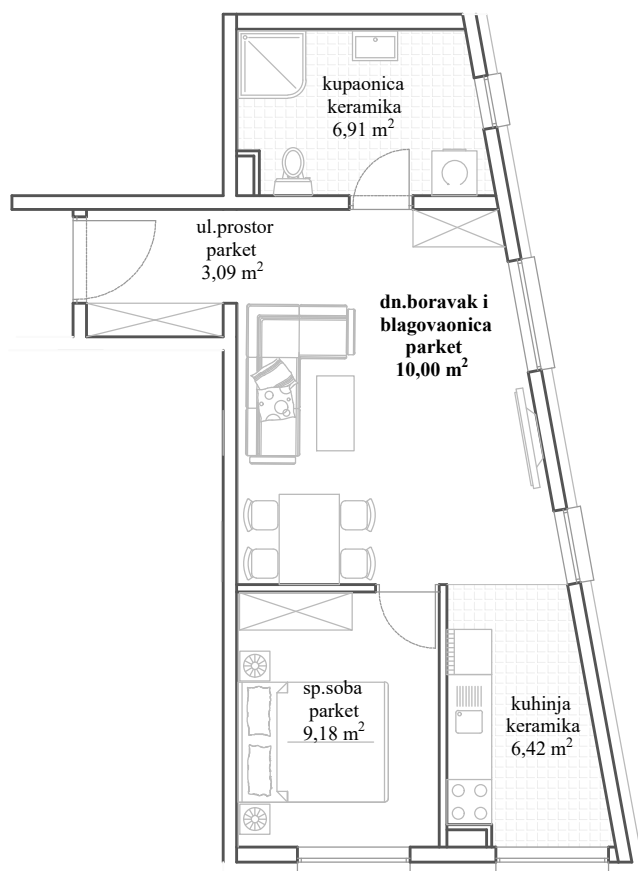 kupaonica
keramika
6,91 m²
ul.prostor
parket
3,09 m²
dn.boravak i
blagovaonica
parket
10,00 m²
sp.soba
parket
9,18 m²
kuhinja
keramika
6,42 m²